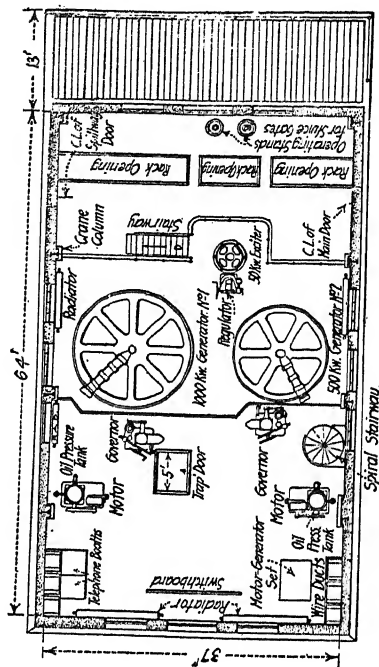 13'
64'
37'
C.L.of
Spillway
Door
Operating Stands
for Sluice Gates
Rack Opening
Rack Opening
Rack Opening
Crane
Column
Stairway
C.L.of
Main Door
Radiator
50 Kw. Exciter
Regulator
1000 Kw. Generator No.1
500 Kw. Generator No.2
Oil Pressure
Tank
Governor
Motor
5'
Trap Door
Governor
Motor
Oil
Press.
Tank
Spiral Stairway
Telephone Booths
Switchboard
Radiator
Motor-Generator
Set
Wire Ducts